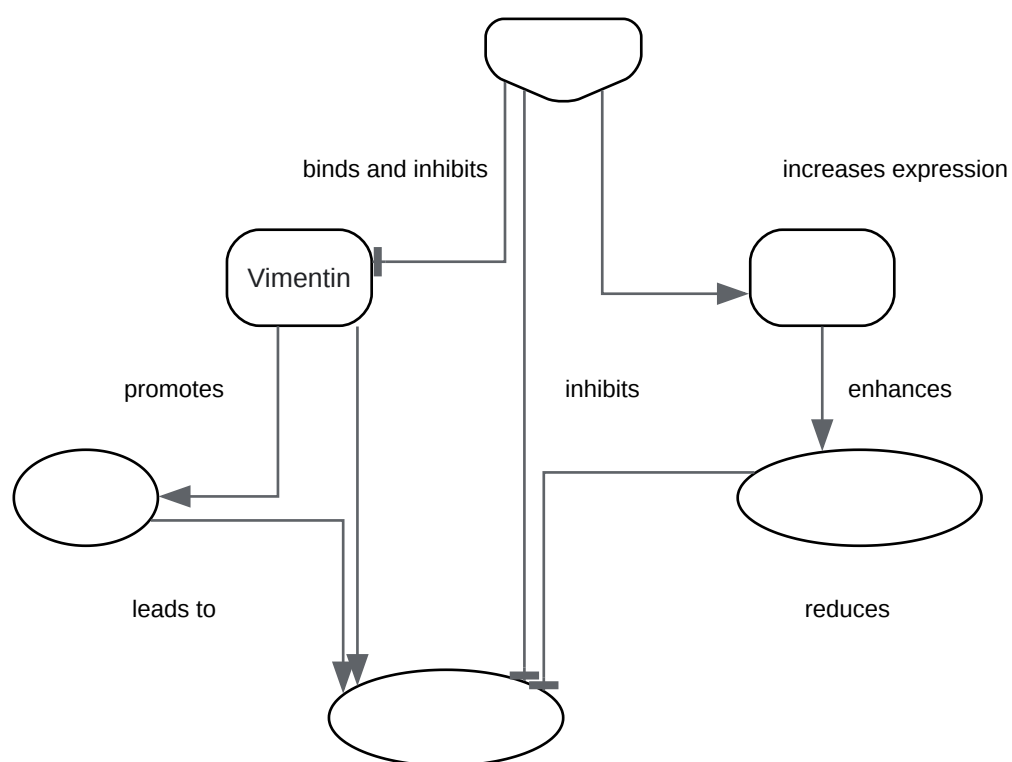 binds and inhibits
increases expression
Vimentin
promotes
inhibits
enhances
leads to
reduces